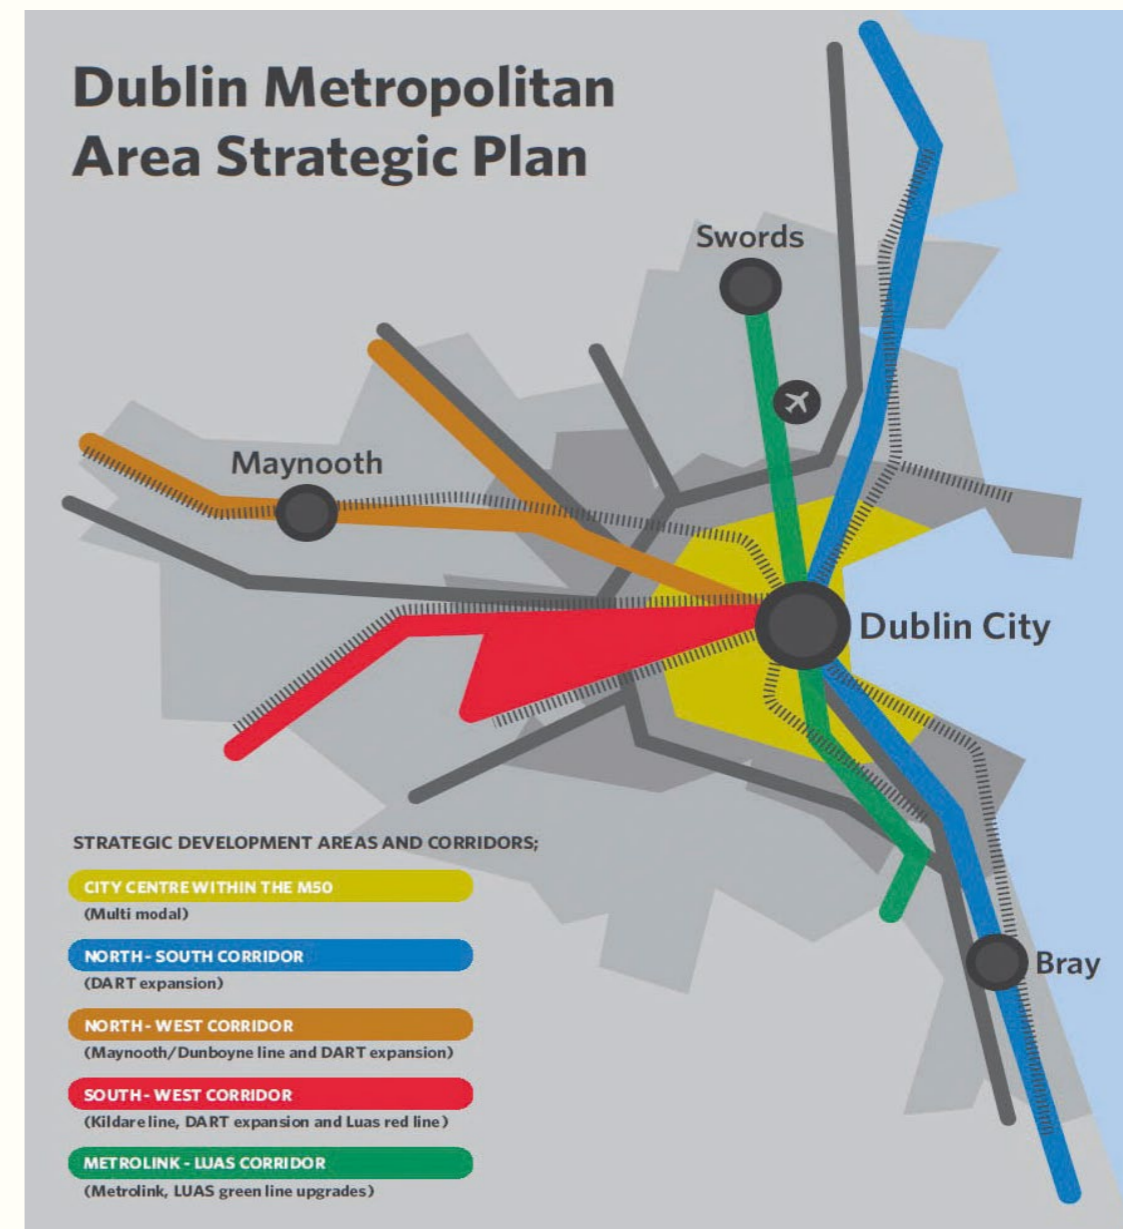 Dublin Metropolitan
Area Strategic Plan
Swords
Maynooth
Dublin City
Bray
STRATEGIC DEVELOPMENT AREAS AND CORRIDORS;
CITY CENTRE WITHIN THE M50
(Multi modal)
NORTH - SOUTH CORRIDOR
(DART expansion)
NORTH - WEST CORRIDOR
(Maynooth/Dunboyne line and DART expansion)
SOUTH - WEST CORRIDOR
(Kildare line, DART expansion and Luas red line)
METROLINK - LUAS CORRIDOR
(Metrolink, LUAS green line upgrades)